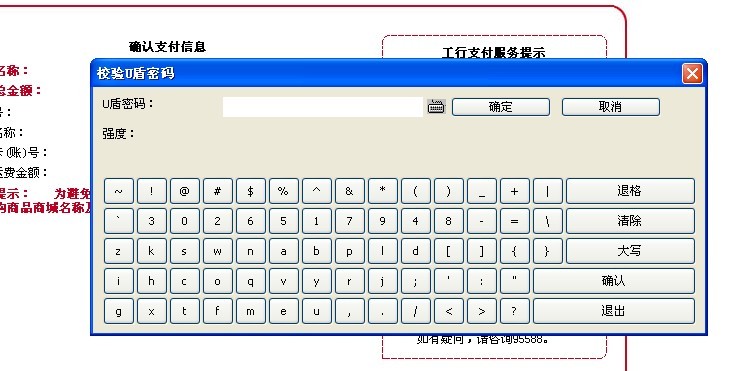 确认支付信息
工行支付服务提示
名称：
总金额：
号：
名称：
卡(账)号：
运费金额：
提示： 为避免
购商品商城名称及
校验U盾密码
U盾密码：
确定
取消
强度：
~ ! @ # $ % ^ & * ( ) _ + | 退格
` 3 0 2 6 5 1 7 9 4 8 - = \ 清除
z k s w n a b p l d [ ] { } 大写
i h c o q v y r j ; ' : " 确认
g x t f m e u , . / < > ? 退出
如有疑问，请咨询95588。